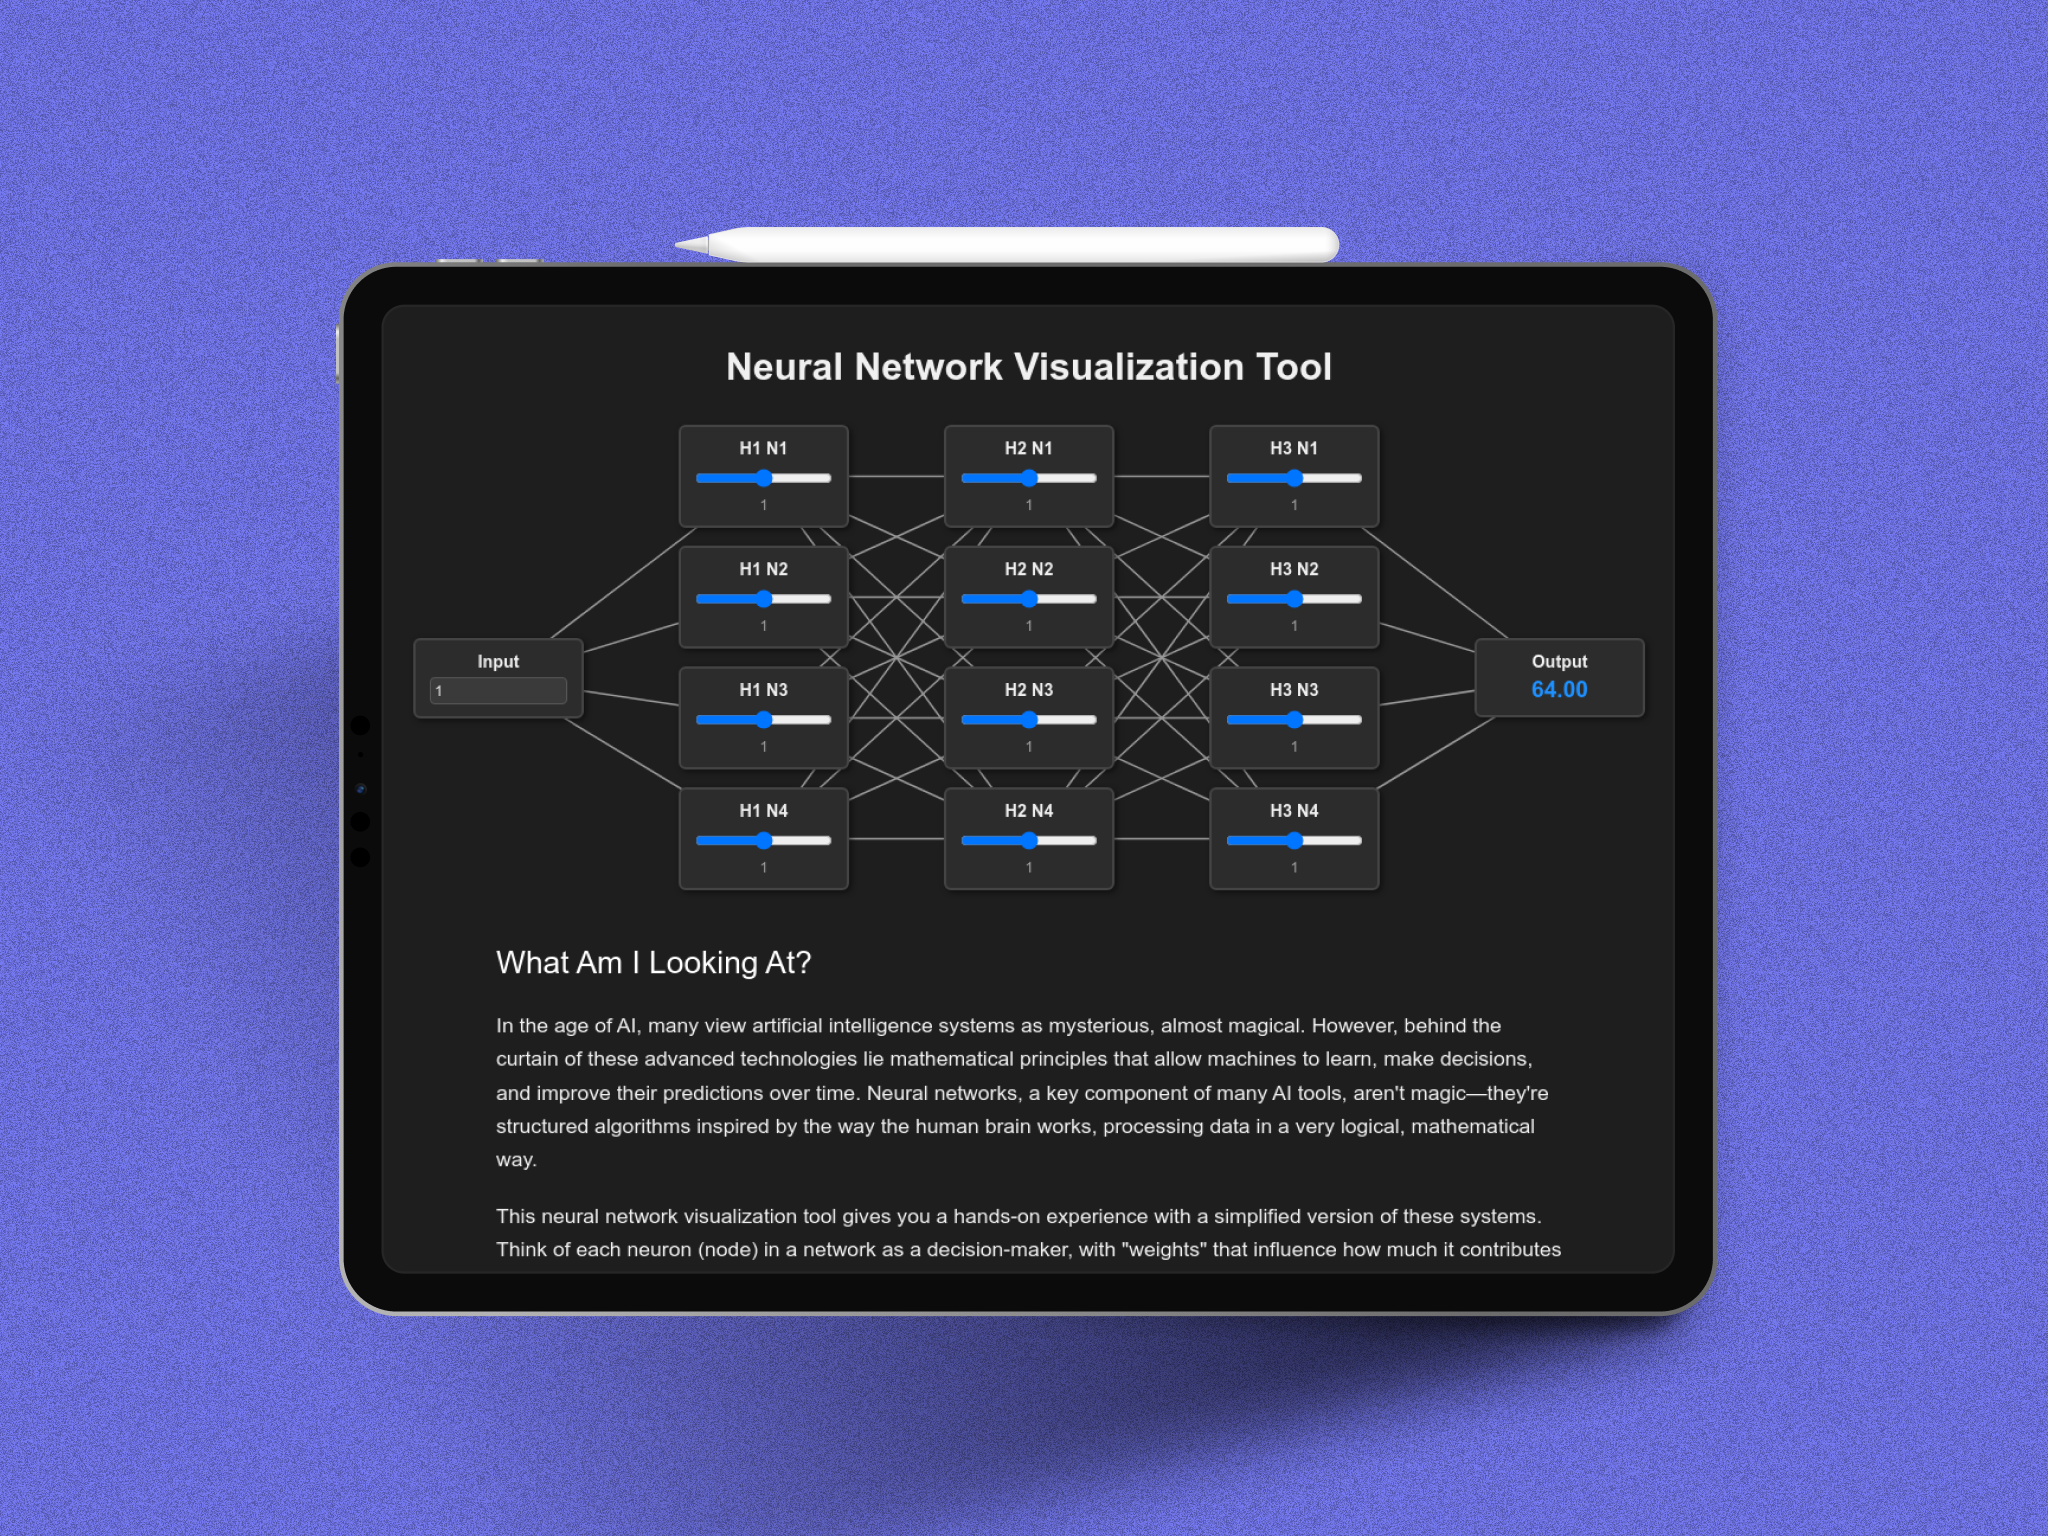 Neural Network Visualization Tool
H1 N1
1
H2 N1
1
H3 N1
1
H1 N2
1
H2 N2
1
H3 N2
1
Input
1
H1 N3
1
H2 N3
1
H3 N3
1
Output
64.00
H1 N4
1
H2 N4
1
H3 N4
1
What Am I Looking At?
In the age of AI, many view artificial intelligence systems as mysterious, almost magical. However, behind the
curtain of these advanced technologies lie mathematical principles that allow machines to learn, make decisions,
and improve their predictions over time. Neural networks, a key component of many AI tools, aren't magic—they're
structured algorithms inspired by the way the human brain works, processing data in a very logical, mathematical
way.
This neural network visualization tool gives you a hands-on experience with a simplified version of these systems.
Think of each neuron (node) in a network as a decision-maker, with "weights" that influence how much it contributes